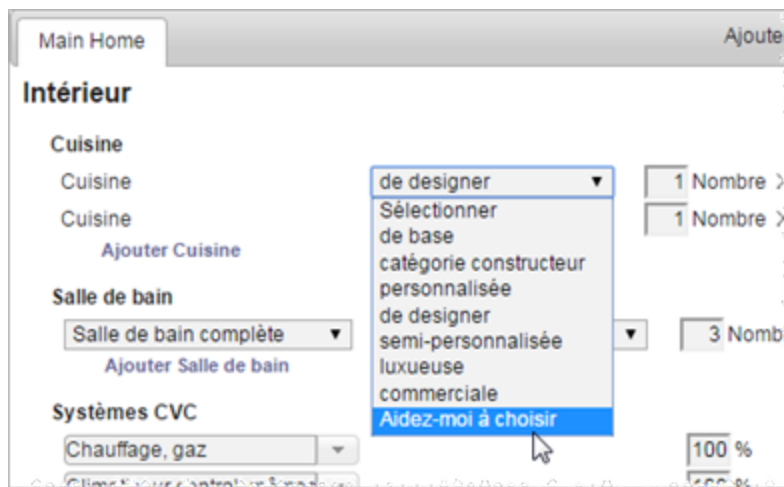 Main Home
Ajoute
Intérieur
Cuisine
Cuisine de designer 1 Nombre
Sélectionner
Cuisine 1 Nombre
de base
Ajouter Cuisine
catégorie constructeur
personnalisée
Salle de bain
de designer
Salle de bain complète semi-personnalisée 3 Nomb
luxueuse
Ajouter Salle de bain
commerciale
Systèmes CVC
Aidez-moi à choisir
Chauffage, gaz 100 %